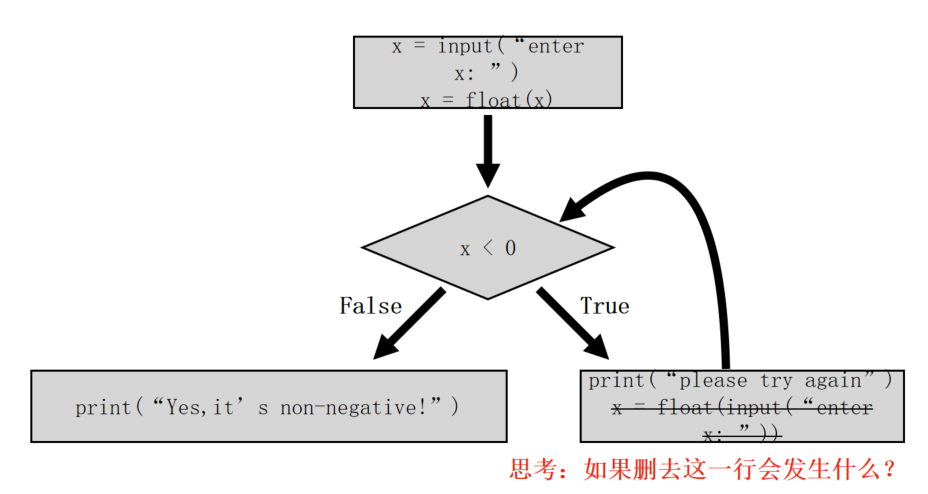 x = input(“enter
x: ”)
x = float(x)
x < 0
False
True
print(“Yes,it’s non-negative!”)
print(“please try again”)
x = float(input(“enter
x: ”))
思考：如果删去这一行会发生什么？